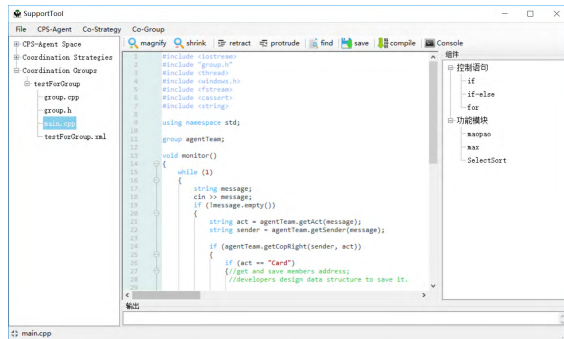 SupportTool
File CPS-Agent Co-Strategy Co-Group
CPS-Agent Space
Coordination Strategies
Coordination Groups
testForGroup
group.cpp
group.h
main.cpp
testForGroup.xml
magnify shrink retract protrude find save compile Console
1 #include <iostream>
2 #include "group.h"
3 #include <thread>
4 #include <windows.h>
5 #include <fstream>
6 #include <cassert>
7 #include <string>
8
9 using namespace std;
10
11 group agentTeam;
12
13 void monitor()
14 {
15 while (1)
16 {
17 string message;
18 cin >> message;
19 if (!message.empty())
20 {
21 string act = agentTeam.getAct(message);
22 string sender = agentTeam.getSender(message);
23
24 if (agentTeam.getCopRight(sender, act))
25 {
26 if (act == "Card")
27 {//get and save members address;
28 //developers design data structure to save it.
29
组件
控制语句
if
if-else
for
功能模块
maopao
max
SelectSort
输出
main.cpp